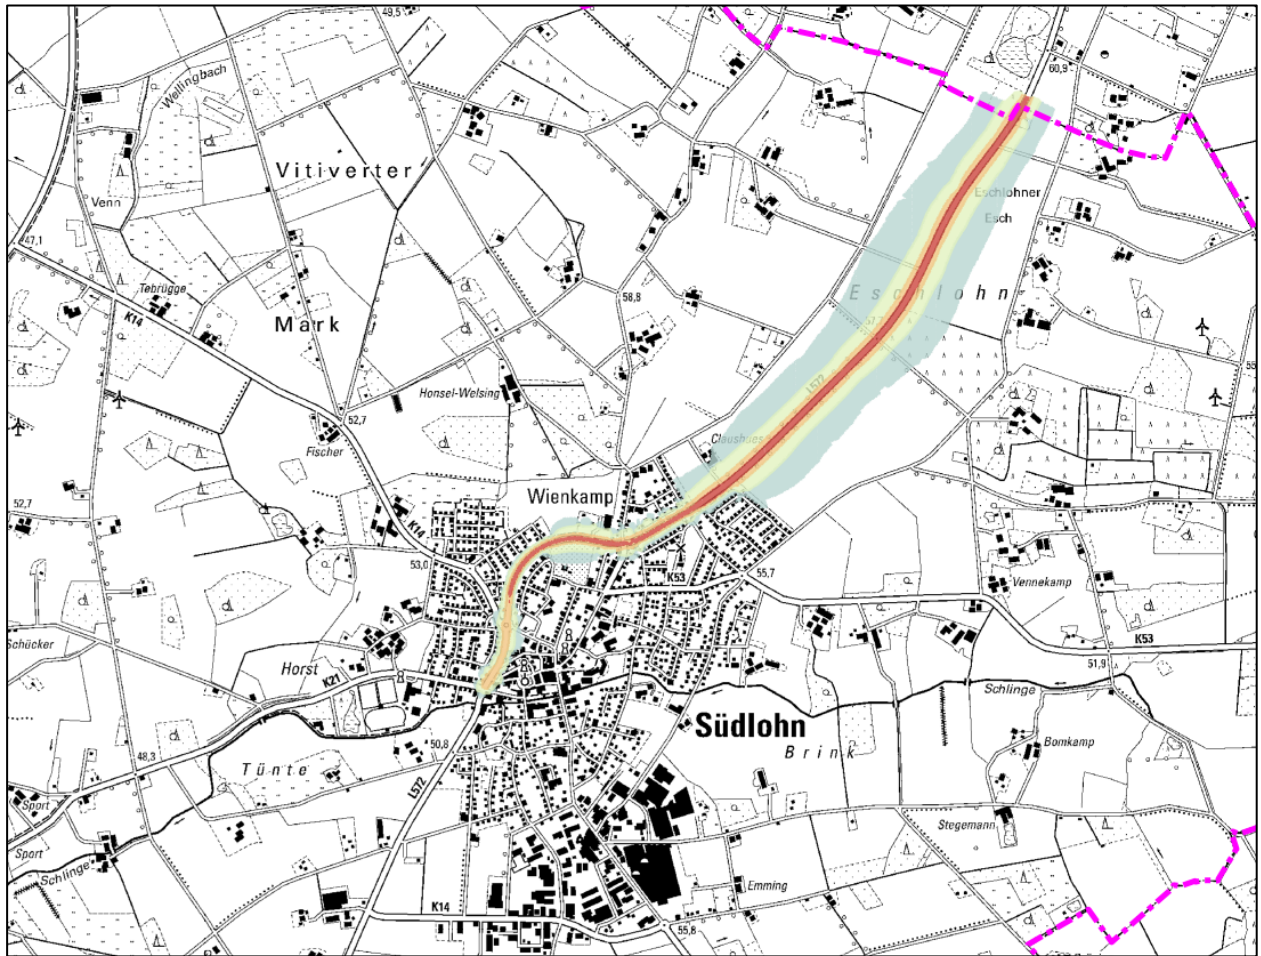 49,5
60,9
Wellingbach
Vitiverter
Venn
Eschlohner
Esch
47,1
Tebrügge
K14
58,8
Eschlohn
Mark
57,7
55
L572
Honsel-Welsing
52,7
Fischer
Claushues
Wienkamp
52,7
K14
53,0
K53
55,7
Vennekamp
Schücker
K53
Horst
51,9
K21
Schlinge
Südlohn
Brink
Bomkamp
50,8
48,3
Tünte
L572
Sport
Stegemann
Sport
Schlinge
Emming
K14
55,8